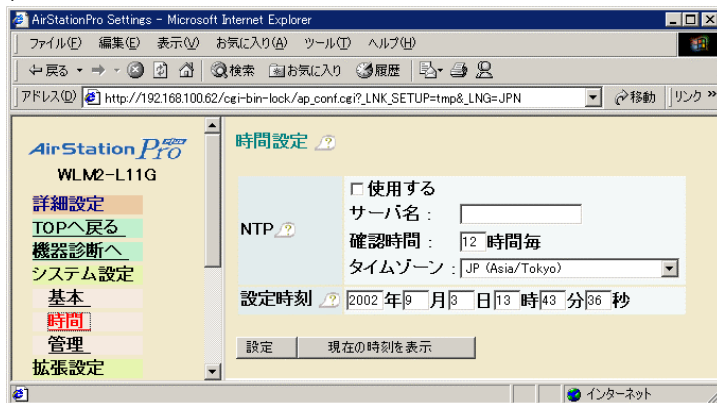 AirStationPro Settings - Microsoft Internet Explorer
ファイル(F) 編集(E) 表示(V) お気に入り(A) ツール(T) ヘルプ(H)
戻る 検索 お気に入り 履歴
アドレス(D) http://192.168.100.62/cgi-bin-lock/ap_conf.cgi?_LNK_SETUP=tmp&_LNG=JPN 移動 リンク »
AirStation Pro
WLM2-L11G
詳細設定
TOPへ戻る
機器診断へ
システム設定
基本
時間
管理
拡張設定
時間設定 ?
NTP ?
使用する
サーバ名 :
確認時間 : 12 時間毎
タイムゾーン : JP (Asia/Tokyo)
設定時刻 ? 2002 年 9 月 3 日 13 時 43 分 36 秒
設定 現在の時刻を表示
インターネット